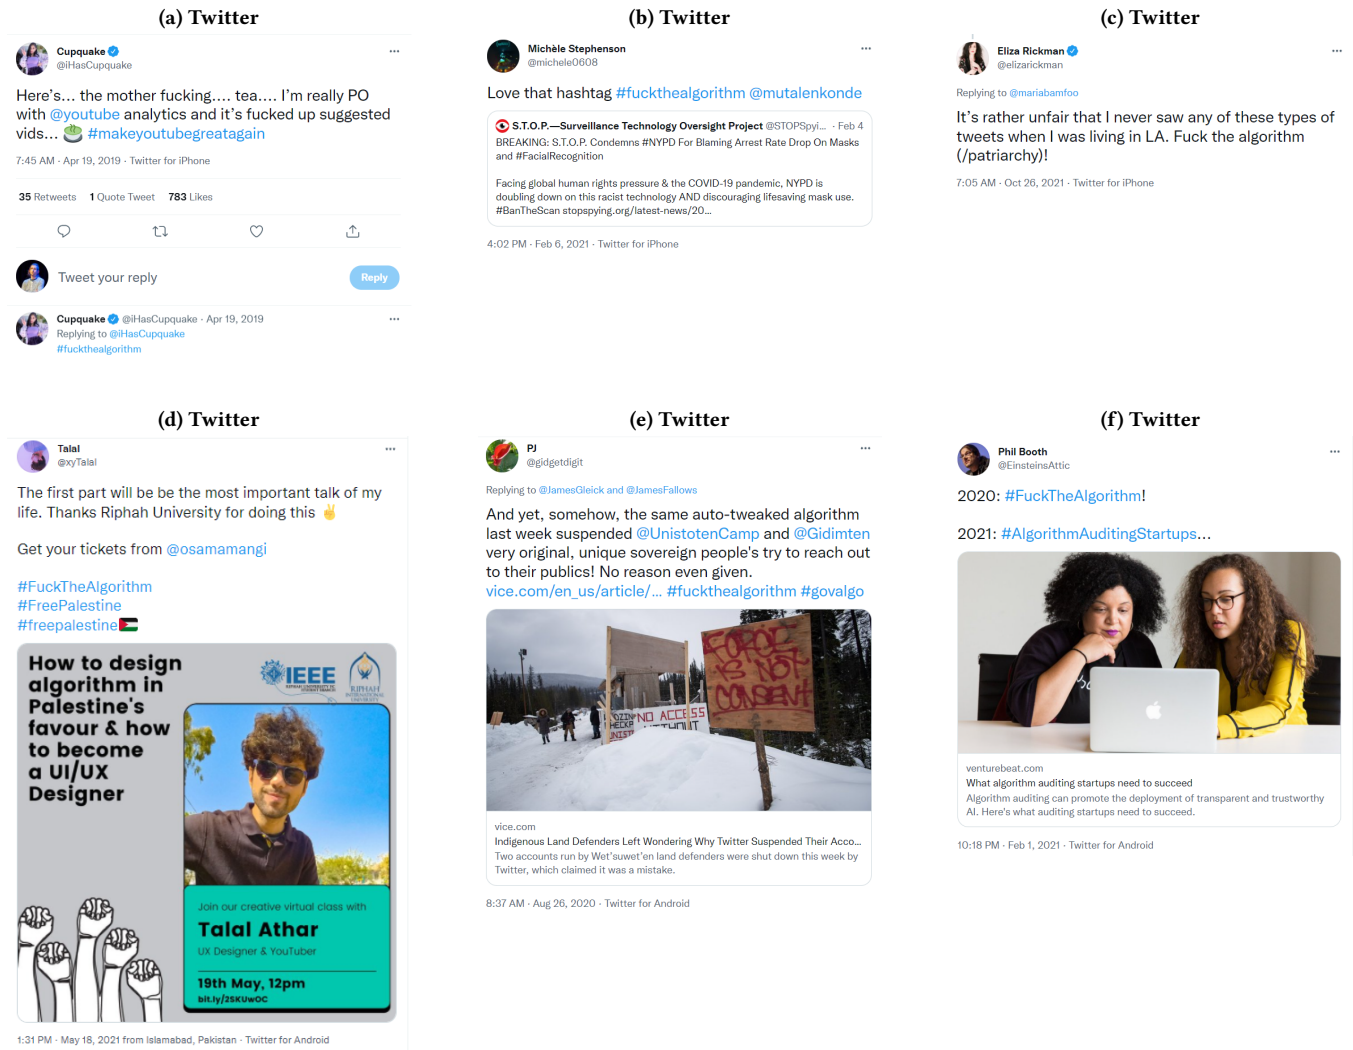 (a) Twitter
Cupquake
@iHasCupquake
Here's... the mother fucking.... tea.... I'm really PO
with @youtube analytics and it's fucked up suggested
vids... 🍵 #makeyoutubegreatagain
7:45 AM · Apr 19, 2019 · Twitter for iPhone
35 Retweets 1 Quote Tweet 783 Likes
Tweet your reply
Reply
Cupquake @iHasCupquake · Apr 19, 2019
Replying to @iHasCupquake
#fuckthealgorithm
(b) Twitter
Michèle Stephenson
@michele0608
Love that hashtag #fuckthealgorithm @mutalenkonde
S.T.O.P.—Surveillance Technology Oversight Project @STOPSpyi... · Feb 4
BREAKING: S.T.O.P. Condemns #NYPD For Blaming Arrest Rate Drop On Masks
and #FacialRecognition
Facing global human rights pressure & the COVID-19 pandemic, NYPD is
doubling down on this racist technology AND discouraging lifesaving mask use.
#BanTheScan stopspying.org/latest-news/20...
4:02 PM · Feb 6, 2021 · Twitter for iPhone
(c) Twitter
Eliza Rickman
@elizarickman
Replying to @mariabamfoo
It's rather unfair that I never saw any of these types of
tweets when I was living in LA. Fuck the algorithm
(/patriarchy)!
7:05 AM · Oct 26, 2021 · Twitter for iPhone
(d) Twitter
Talal
@xyTalal
The first part will be be the most important talk of my
life. Thanks Riphah University for doing this ✌
Get your tickets from @osamamangi
#FuckTheAlgorithm
#FreePalestine
#freepalestine🇵🇸
How to design
algorithm in
Palestine's
favour & how
to become
a UI/UX
Designer
IEEE
RIPHAH
INTERNATIONAL
UNIVERSITY
Join our creative virtual class with
Talal Athar
UX Designer & YouTuber
19th May, 12pm
bit.ly/2SKUwOC
1:31 PM · May 18, 2021 from Islamabad, Pakistan · Twitter for Android
(e) Twitter
PJ
@gidgetdigit
Replying to @JamesGleick and @JamesFallows
And yet, somehow, the same auto-tweaked algorithm
last week suspended @UnistotenCamp and @Gidimten
very original, unique sovereign people's try to reach out
to their publics! No reason even given.
vice.com/en_us/article/... #fuckthealgorithm #govalgo
FORCE
IS NOT
CONSENT
NO ACCESS
WITHOUT
vice.com
Indigenous Land Defenders Left Wondering Why Twitter Suspended Their Acco...
Two accounts run by Wet'suwet'en land defenders were shut down this week by
Twitter, which claimed it was a mistake.
8:37 AM · Aug 26, 2020 · Twitter for Android
(f) Twitter
Phil Booth
@EinsteinsAttic
2020: #FuckTheAlgorithm!
2021: #AlgorithmAuditingStartups...
venturebeat.com
What algorithm auditing startups need to succeed
Algorithm auditing can promote the deployment of transparent and trustworthy
AI. Here's what auditing startups need to succeed.
10:18 PM · Feb 1, 2021 · Twitter for Android